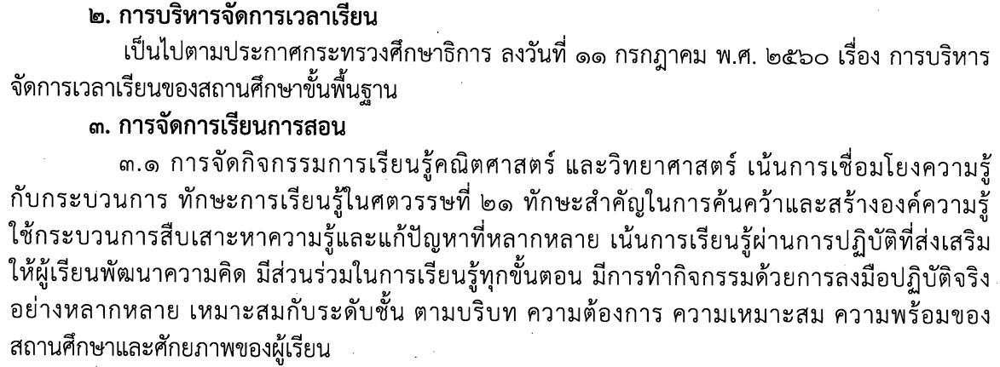 ๒. การบริหารจัดการเวลาเรียน
เป็นไปตามประกาศกระทรวงศึกษาธิการ ลงวันที่ ๑๑ กรกฎาคม พ.ศ. ๒๕๖๐ เรื่อง การบริหาร
จัดการเวลาเรียนของสถานศึกษาขั้นพื้นฐาน
๓. การจัดการเรียนการสอน
๓.๑ การจัดกิจกรรมการเรียนรู้คณิตศาสตร์ และวิทยาศาสตร์ เน้นการเชื่อมโยงความรู้
กับกระบวนการ ทักษะการเรียนรู้ในศตวรรษที่ ๒๑ ทักษะสำคัญในการค้นคว้าและสร้างองค์ความรู้
ใช้กระบวนการสืบเสาะหาความรู้และแก้ปัญหาที่หลากหลาย เน้นการเรียนรู้ผ่านการปฏิบัติที่ส่งเสริม
ให้ผู้เรียนพัฒนาความคิด มีส่วนร่วมในการเรียนรู้ทุกขั้นตอน มีการทำกิจกรรมด้วยการลงมือปฏิบัติจริง
อย่างหลากหลาย เหมาะสมกับระดับชั้น ตามบริบท ความต้องการ ความเหมาะสม ความพร้อมของ
สถานศึกษาและศักยภาพของผู้เรียน